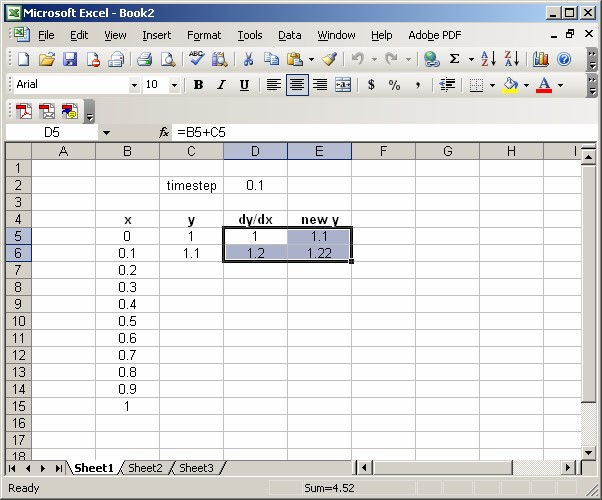 Microsoft Excel - Book2
File Edit View Insert Format Tools Data Window Help Adobe PDF
ABC Σ A Z Z A
Arial 10 B I U $ % , A
D5 fx =B5+C5
A B C D E F G H I
1
2 timestep 0.1
3
4 x y dy/dx new y
5 0 1 1 1.1
6 0.1 1.1 1.2 1.22
7 0.2
8 0.3
9 0.4
10 0.5
11 0.6
12 0.7
13 0.8
14 0.9
15 1
16
17
18
Sheet1 Sheet2 Sheet3
Ready Sum=4.52